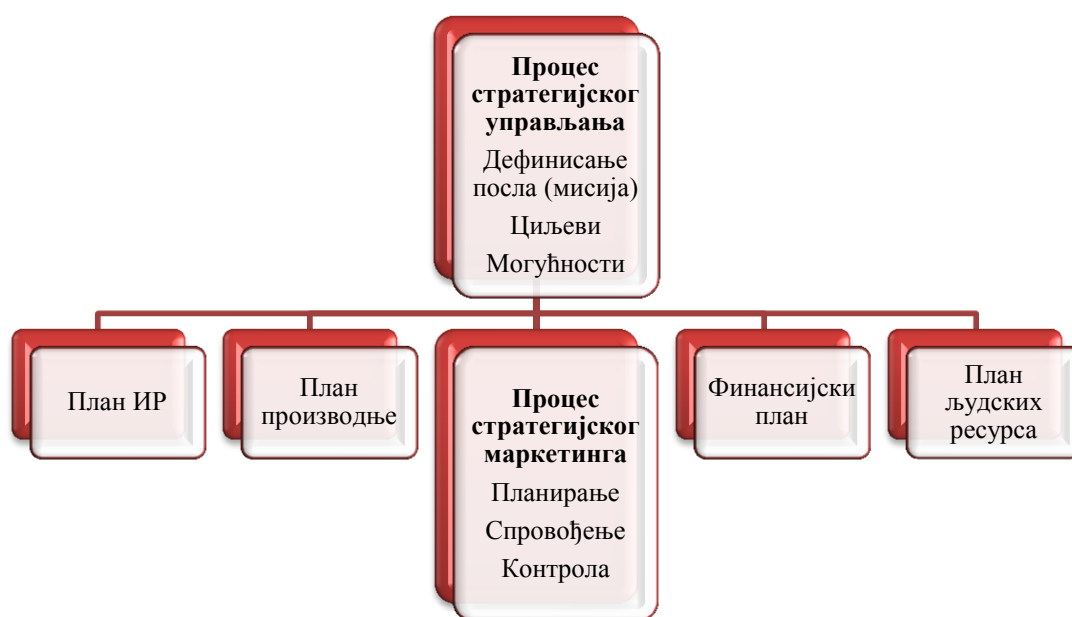 Процес
стратегијског
управљања
Дефинисање
посла (мисија)
Циљеви
Могућности
План ИР
План
производње
Процес
стратегијског
маркетинга
Планирање
Спровођење
Контрола
Финансијски
план
План
људских
ресурса